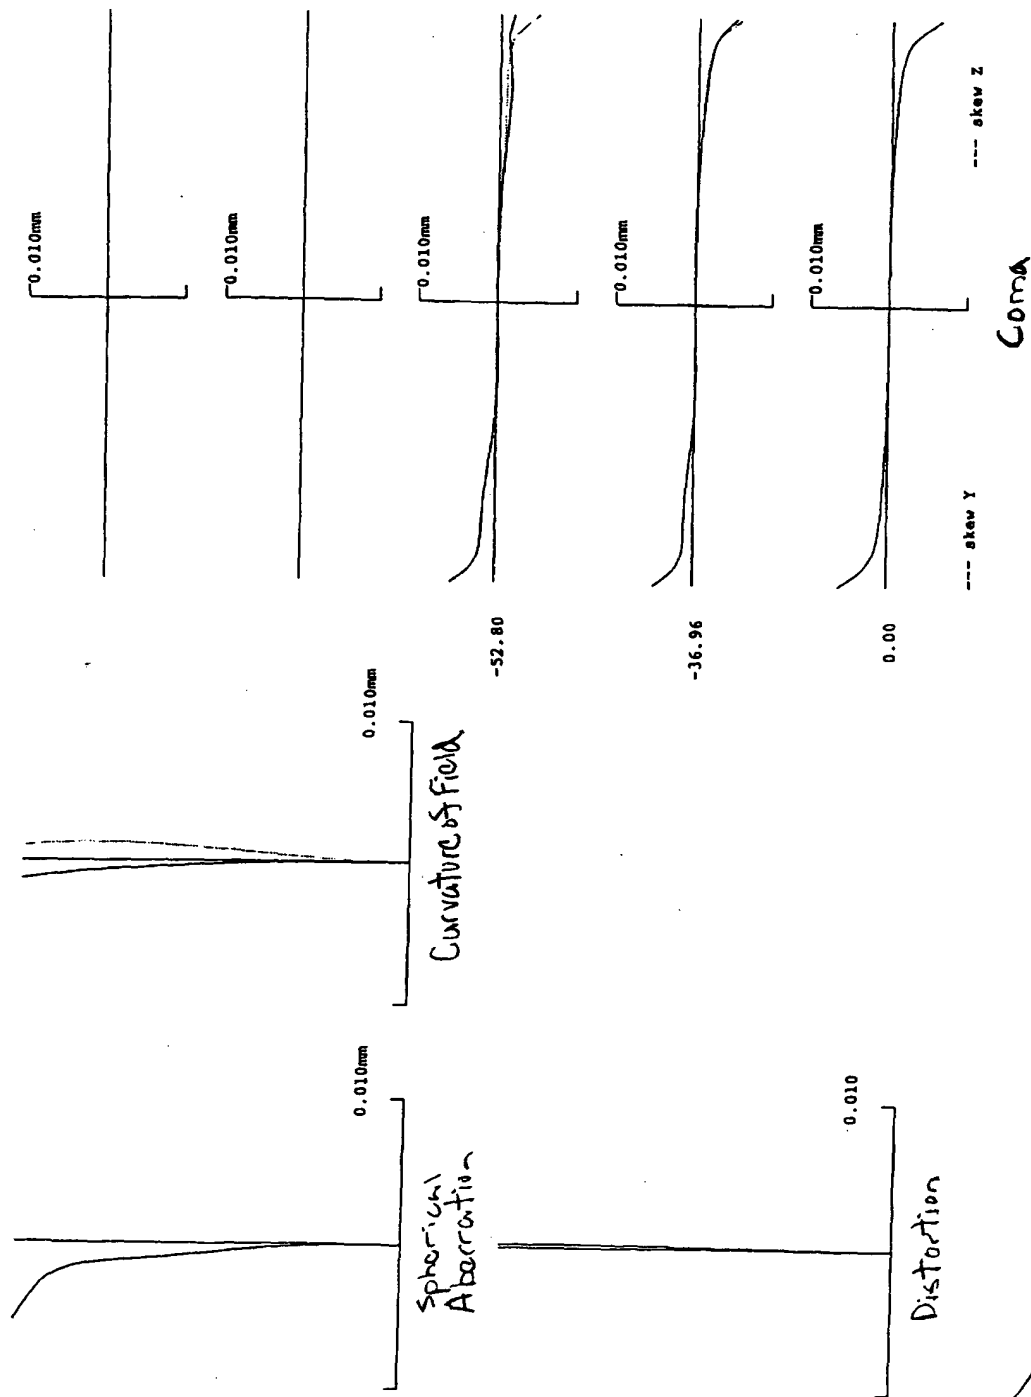 0.010mm
0.010mm
0.010mm
0.010mm
0.010mm
-52.80
-36.96
0.00
--- skew Y
--- skew Z
Coma
0.010mm
Curvature of Field
0.010mm
Spherical
Aberration
0.010
Distortion